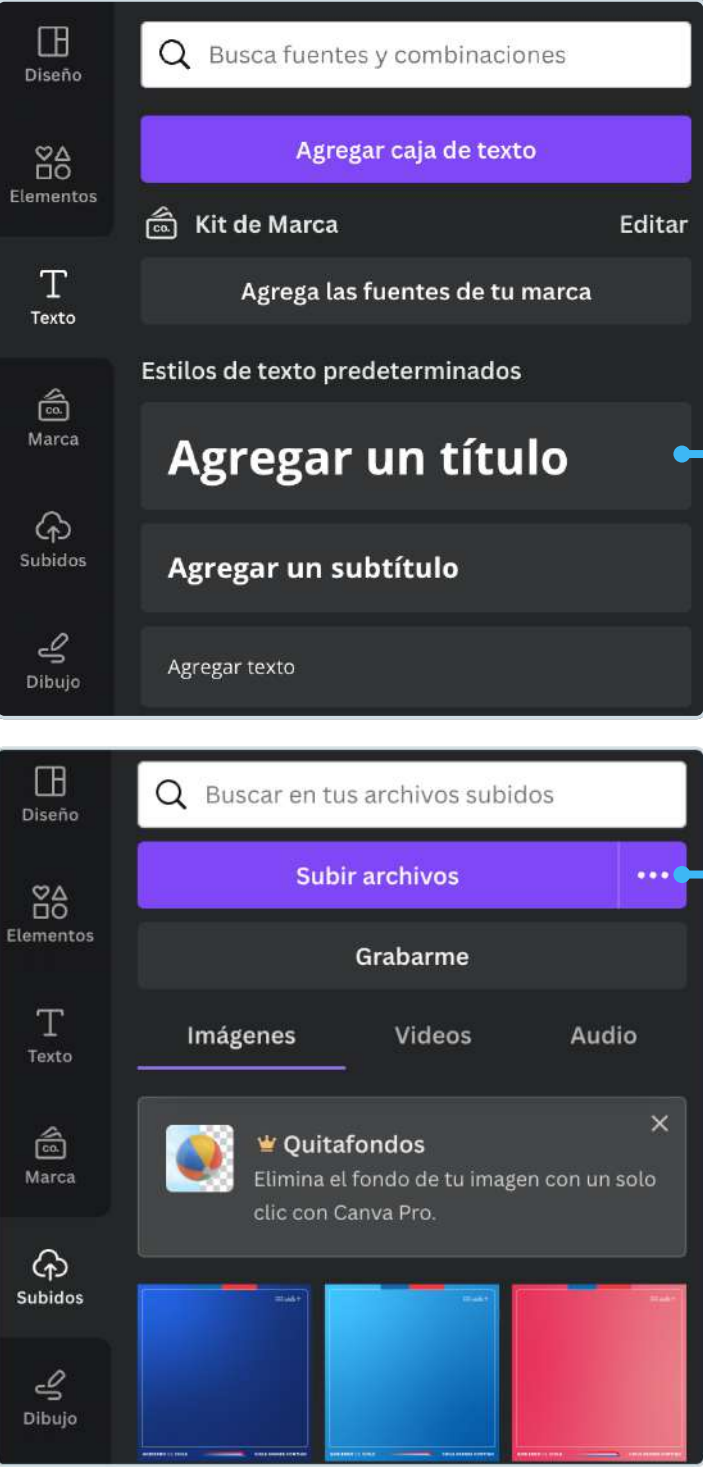 Diseño
Busca fuentes y combinaciones
Agregar caja de texto
Elementos
co. Kit de Marca Editar
Agrega las fuentes de tu marca
Texto
Estilos de texto predeterminados
co.
Marca
Agregar un título
Subidos
Agregar un subtítulo
Dibujo
Agregar texto
Diseño
Buscar en tus archivos subidos
Subir archivos
Elementos
Grabarme
Texto
Imágenes Videos Audio
co.
Marca
Quitafondos
Elimina el fondo de tu imagen con un solo
clic con Canva Pro.
Subidos
Dibujo